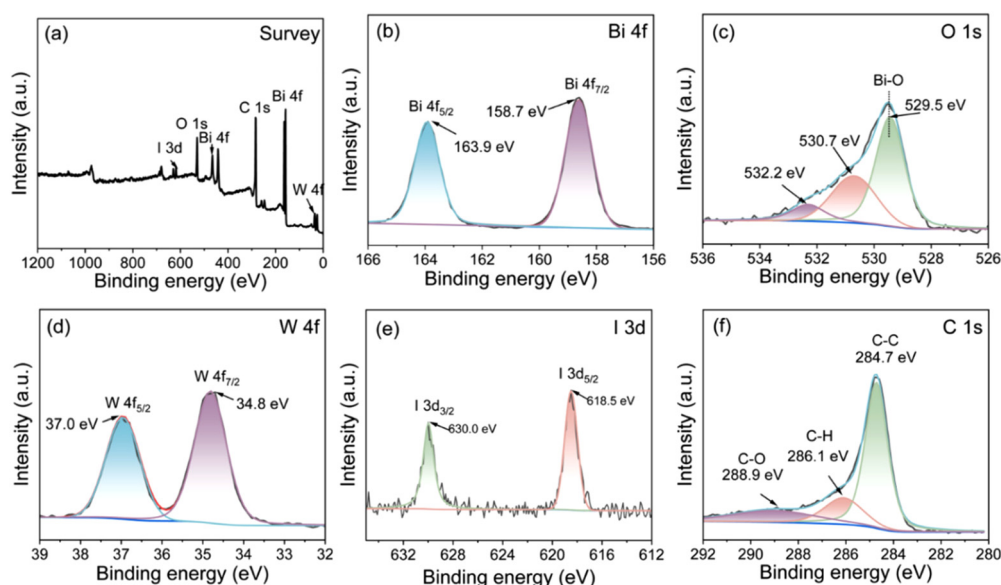 (a)
Survey
Intensity (a.u.)
I 3d
O 1s
Bi 4f
C 1s
Bi 4f
W 4f
1200 1000 800 600 400 200 0
Binding energy (eV)
(b)
Bi 4f
Intensity (a.u.)
Bi 4f5/2
163.9 eV
Bi 4f7/2
158.7 eV
166 164 162 160 158 156
Binding energy (eV)
(c)
O 1s
Intensity (a.u.)
Bi-O
529.5 eV
530.7 eV
532.2 eV
536 534 532 530 528 526
Binding energy (eV)
(d)
W 4f
Intensity (a.u.)
W 4f5/2
37.0 eV
W 4f7/2
34.8 eV
39 38 37 36 35 34 33 32
Binding energy (eV)
(e)
I 3d
Intensity (a.u.)
I 3d3/2
630.0 eV
I 3d5/2
618.5 eV
632 628 624 620 616 612
Binding energy (eV)
(f)
C 1s
Intensity (a.u.)
C-C
284.7 eV
C-H
286.1 eV
C-O
288.9 eV
292 290 288 286 284 282 280
Binding energy (eV)